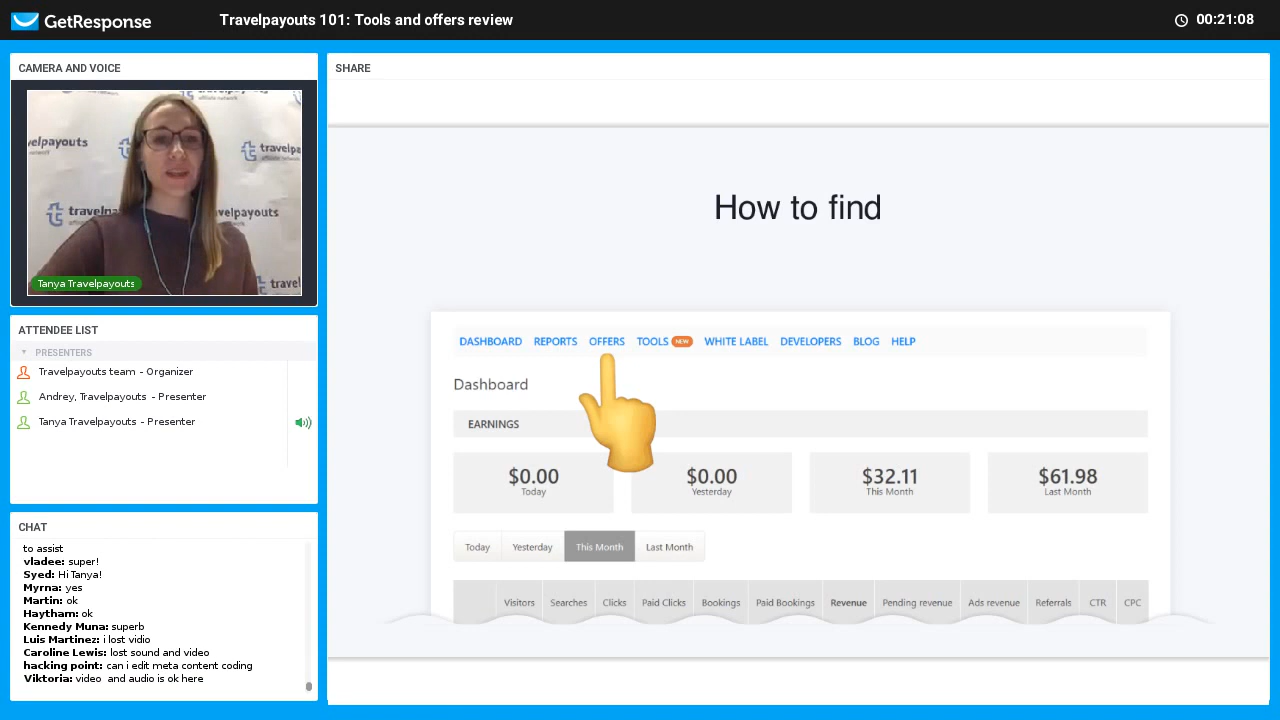 GetResponse
Travelpayouts 101: Tools and offers review
00:21:08
CAMERA AND VOICE
travelpayouts
affiliate network
Tanya Travelpayouts
ATTENDEE LIST
PRESENTERS
Travelpayouts team - Organizer
Andrey, Travelpayouts - Presenter
Tanya Travelpayouts - Presenter
CHAT
to assist
vladee: super!
Syed: Hi Tanya!
Myrna: yes
Martin: ok
Haytham: ok
Kennedy Muna: superb
Luis Martinez: i lost vidio
Caroline Lewis: lost sound and video
hacking point: can i edit meta content coding
Viktoria: video and audio is ok here
SHARE
How to find
DASHBOARD REPORTS OFFERS TOOLS NEW WHITE LABEL DEVELOPERS BLOG HELP
Dashboard
EARNINGS
$0.00 $0.00 $32.11 $61.98
Today Yesterday This Month Last Month
Today Yesterday This Month Last Month
Visitors Searches Clicks Paid Clicks Bookings Paid Bookings Revenue Pending revenue Ads revenue Referrals CTR CPC